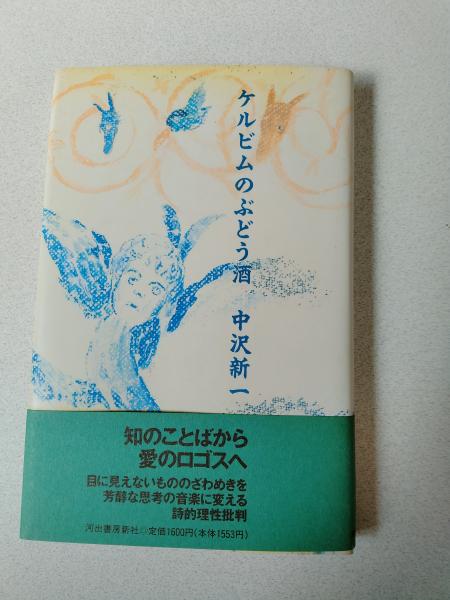 ケルビムのぶどう酒 中沢新一
知のことばから
愛のロゴスへ
目に見えないもののざわめきを
芳醇な思考の音楽に変える
詩的理性批判
河出書房新社◎定価1600円(本体1553円)